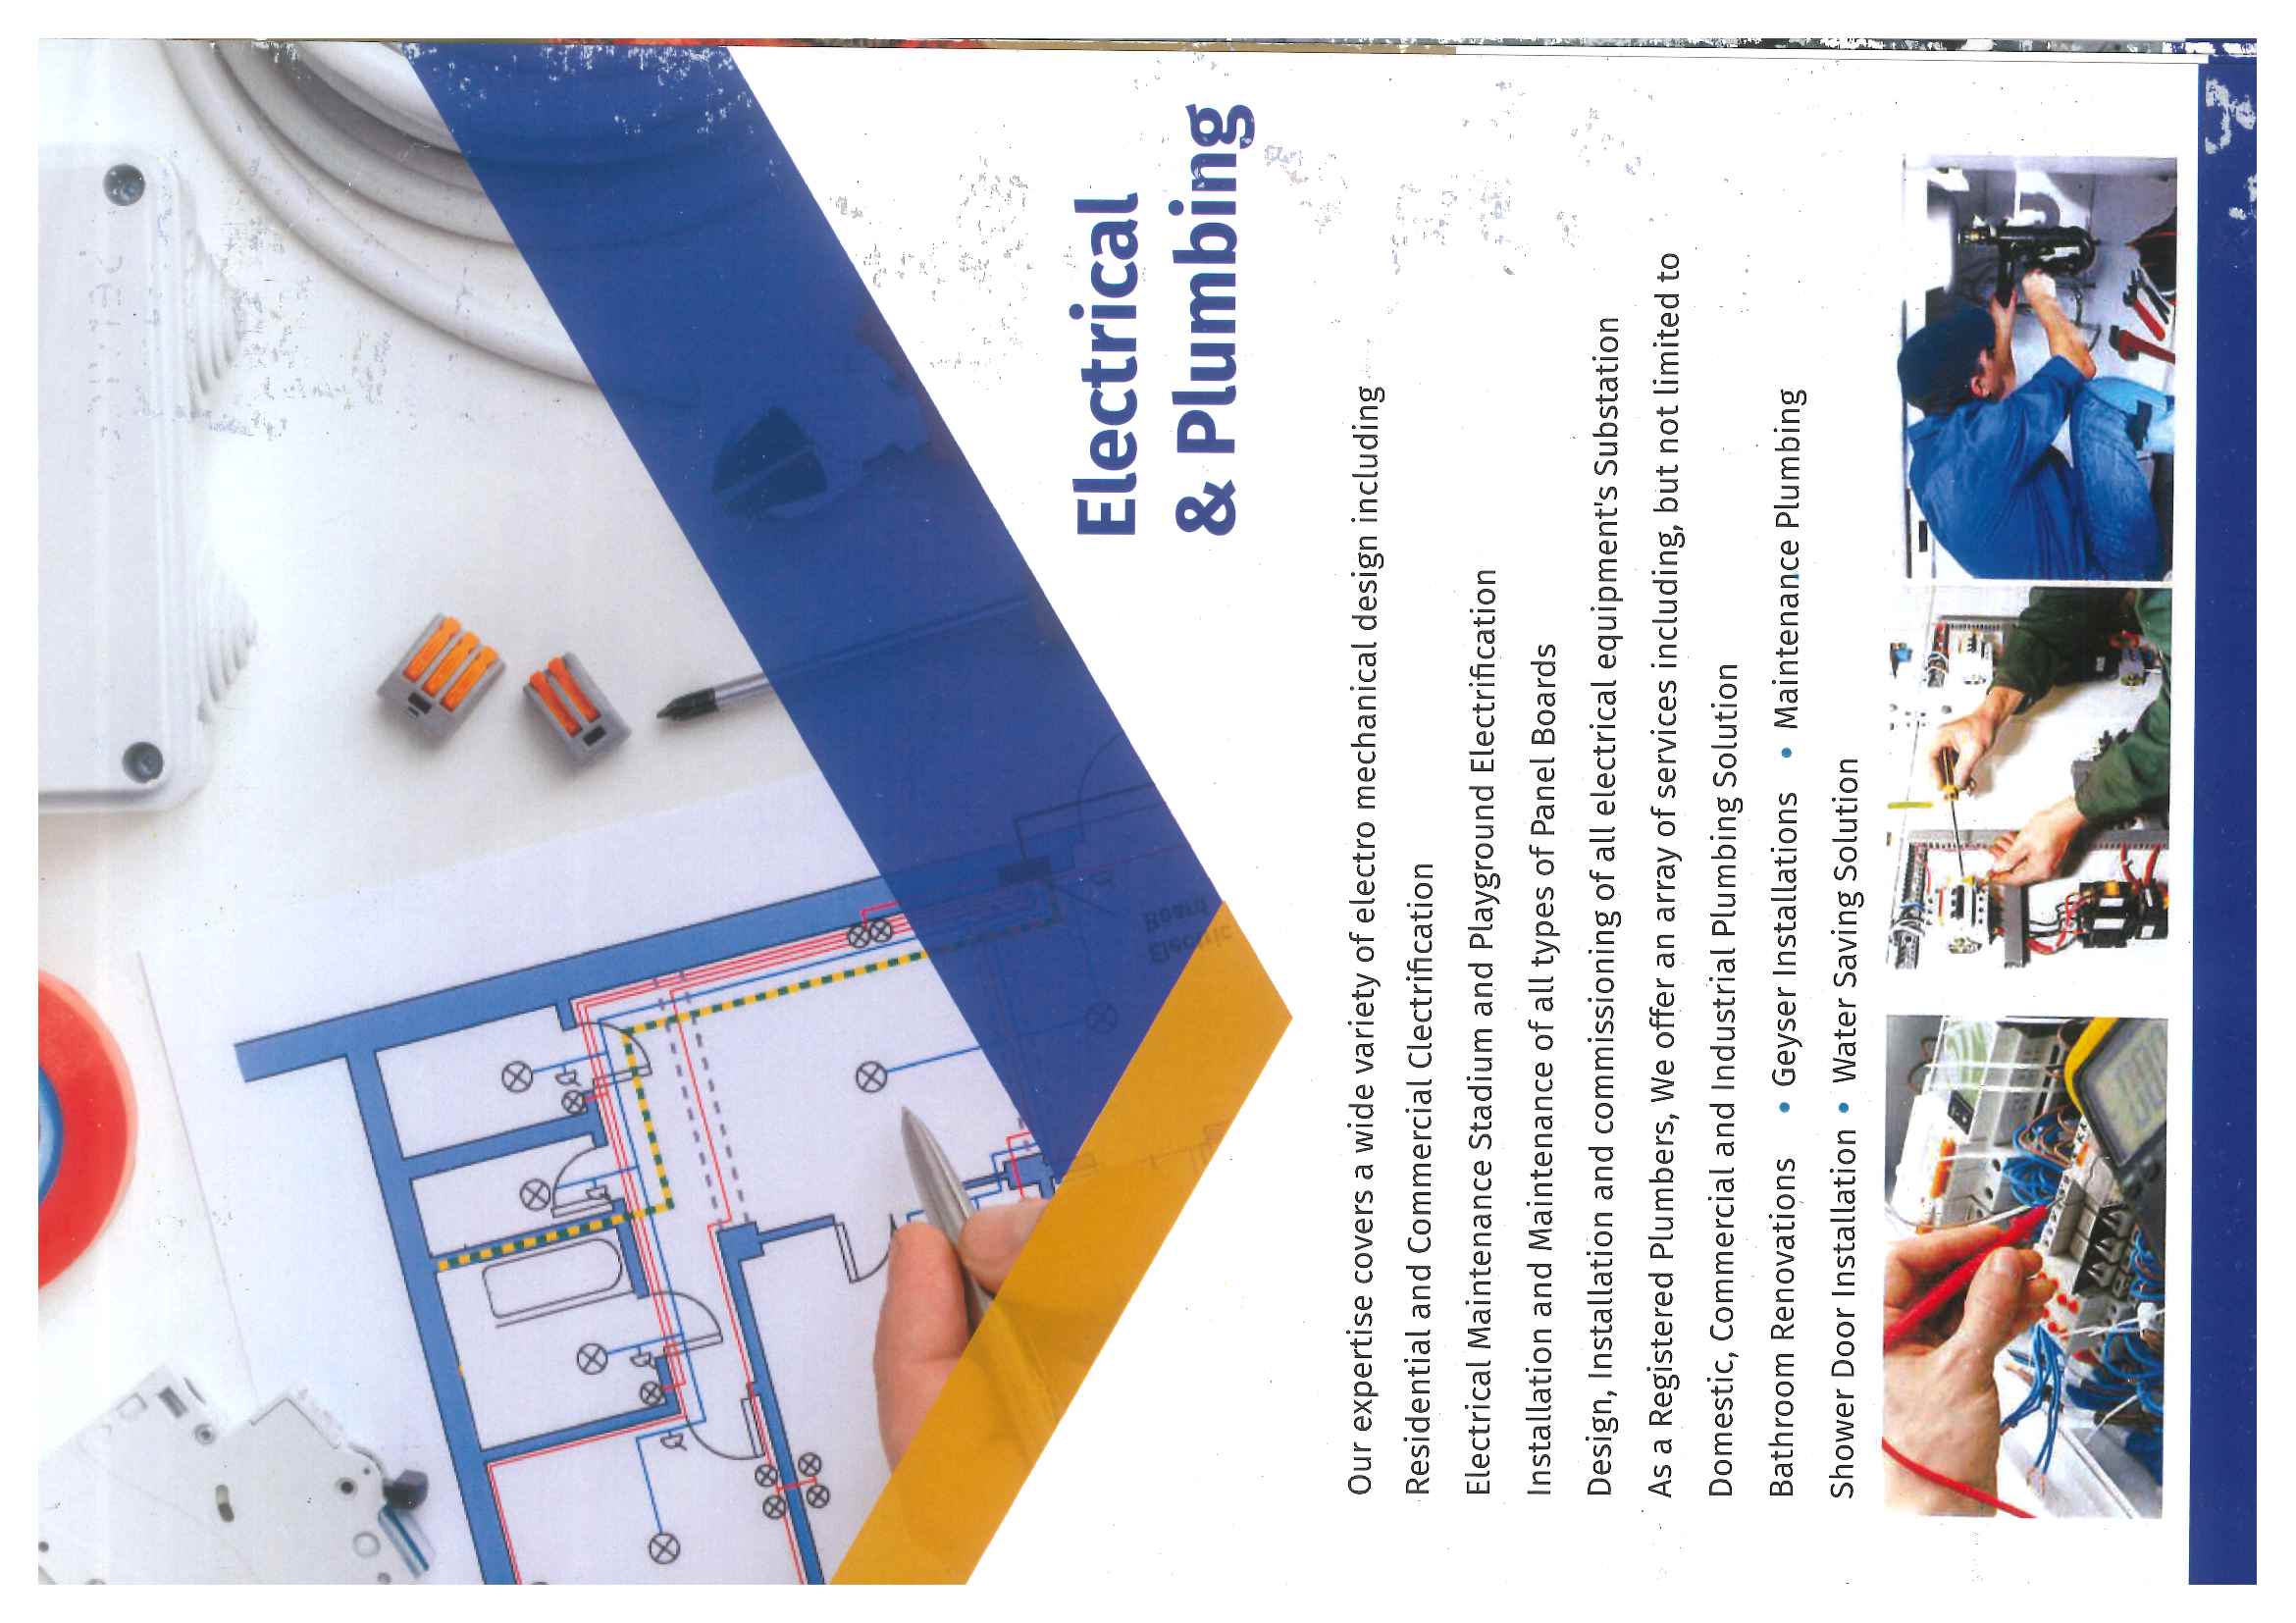 Electric
Board
Electrical
& Plumbing
Our expertise covers a wide variety of electro mechanical design including
Residential and Commercial Clectrification
Electrical Maintenance Stadium and Playground Electrification
Installation and Maintenance of all types of Panel Boards
Design, Installation and commissioning of all electrical equipment's Substation
As a Registered Plumbers, We offer an array of services including, but not limited to
Domestic, Commercial and Industrial Plumbing Solution
Bathroom Renovations • Geyser Installations • Maintenance Plumbing
Shower Door Installation • Water Saving Solution